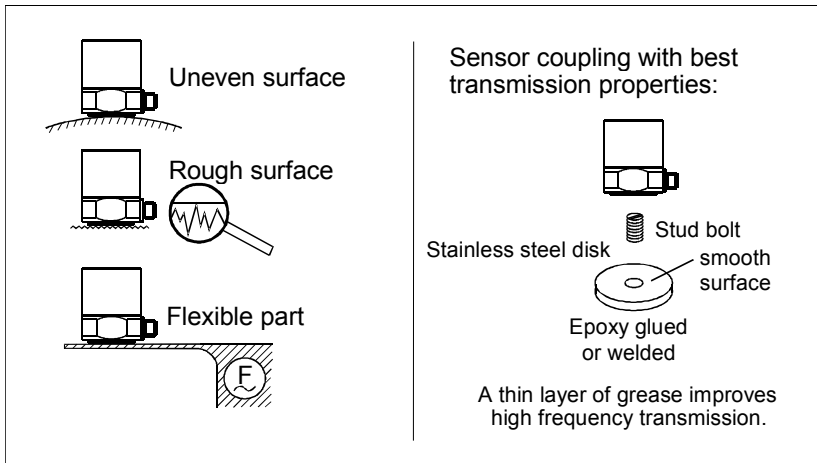 Uneven surface
Rough surface
Flexible part
F
Sensor coupling with best
transmission properties:
Stud bolt
Stainless steel disk
smooth
surface
Epoxy glued
or welded
A thin layer of grease improves
high frequency transmission.